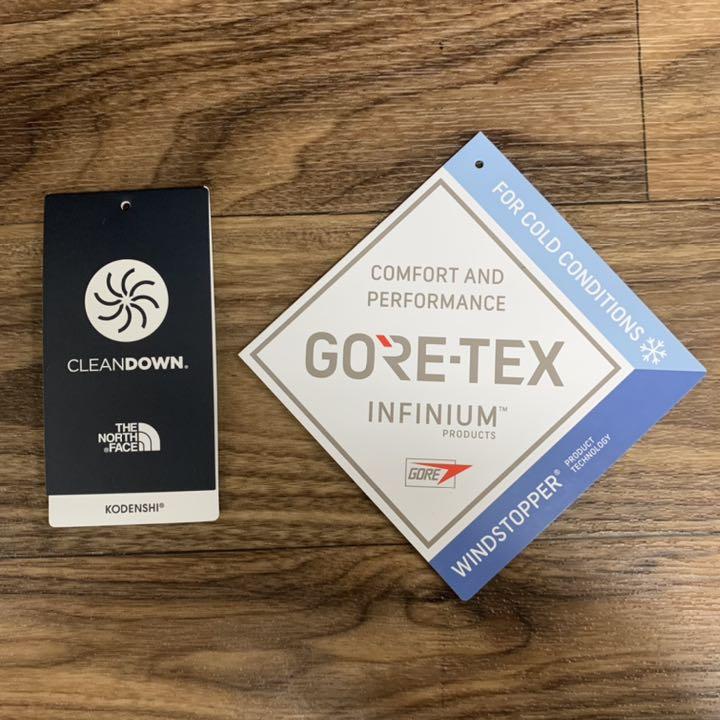 CLEANDOWN®
THE
NORTH
FACE®
KODENSHI®
COMFORT AND
PERFORMANCE
GORE-TEX
INFINIUM™
PRODUCTS
GORE
FOR COLD CONDITIONS
WINDSTOPPER®
PRODUCT
TECHNOLOGY